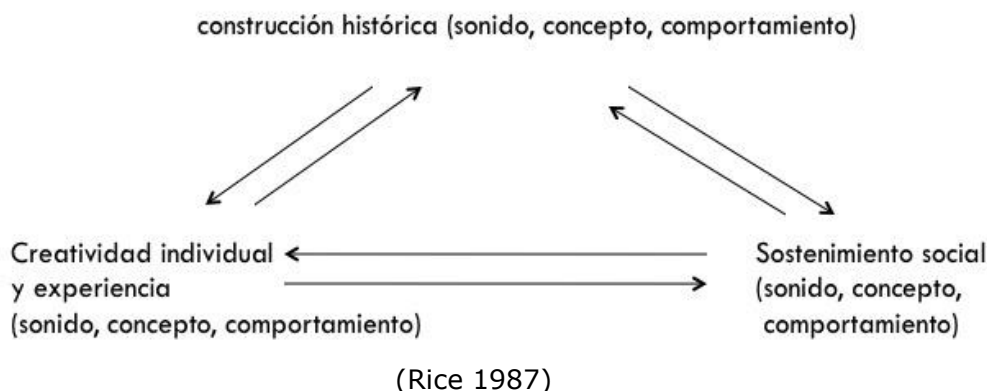 construcción histórica (sonido, concepto, comportamiento)
Creatividad individual
y experiencia
(sonido, concepto, comportamiento)
Sostenimiento social
(sonido, concepto,
comportamiento)
(Rice 1987)